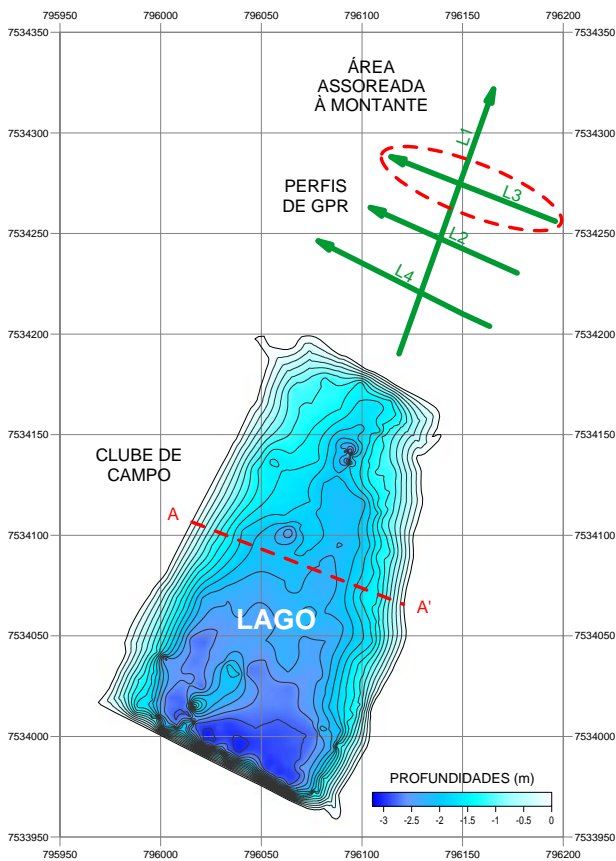 795950 796000 796050 796100 796150 796200
7534350 7534350
ÁREA
ASSOREADA
À MONTANTE
L1
7534300 7534300
L3
PERFIS
DE GPR
L2
7534250 7534250
L4
7534200 7534200
7534150 7534150
CLUBE DE
CAMPO
A
7534100 7534100
A'
LAGO
7534050 7534050
7534000 7534000
PROFUNDIDADES (m)
-3 -2.5 -2 -1.5 -1 -0.5 0
7533950 7533950
795950 796000 796050 796100 796150 796200